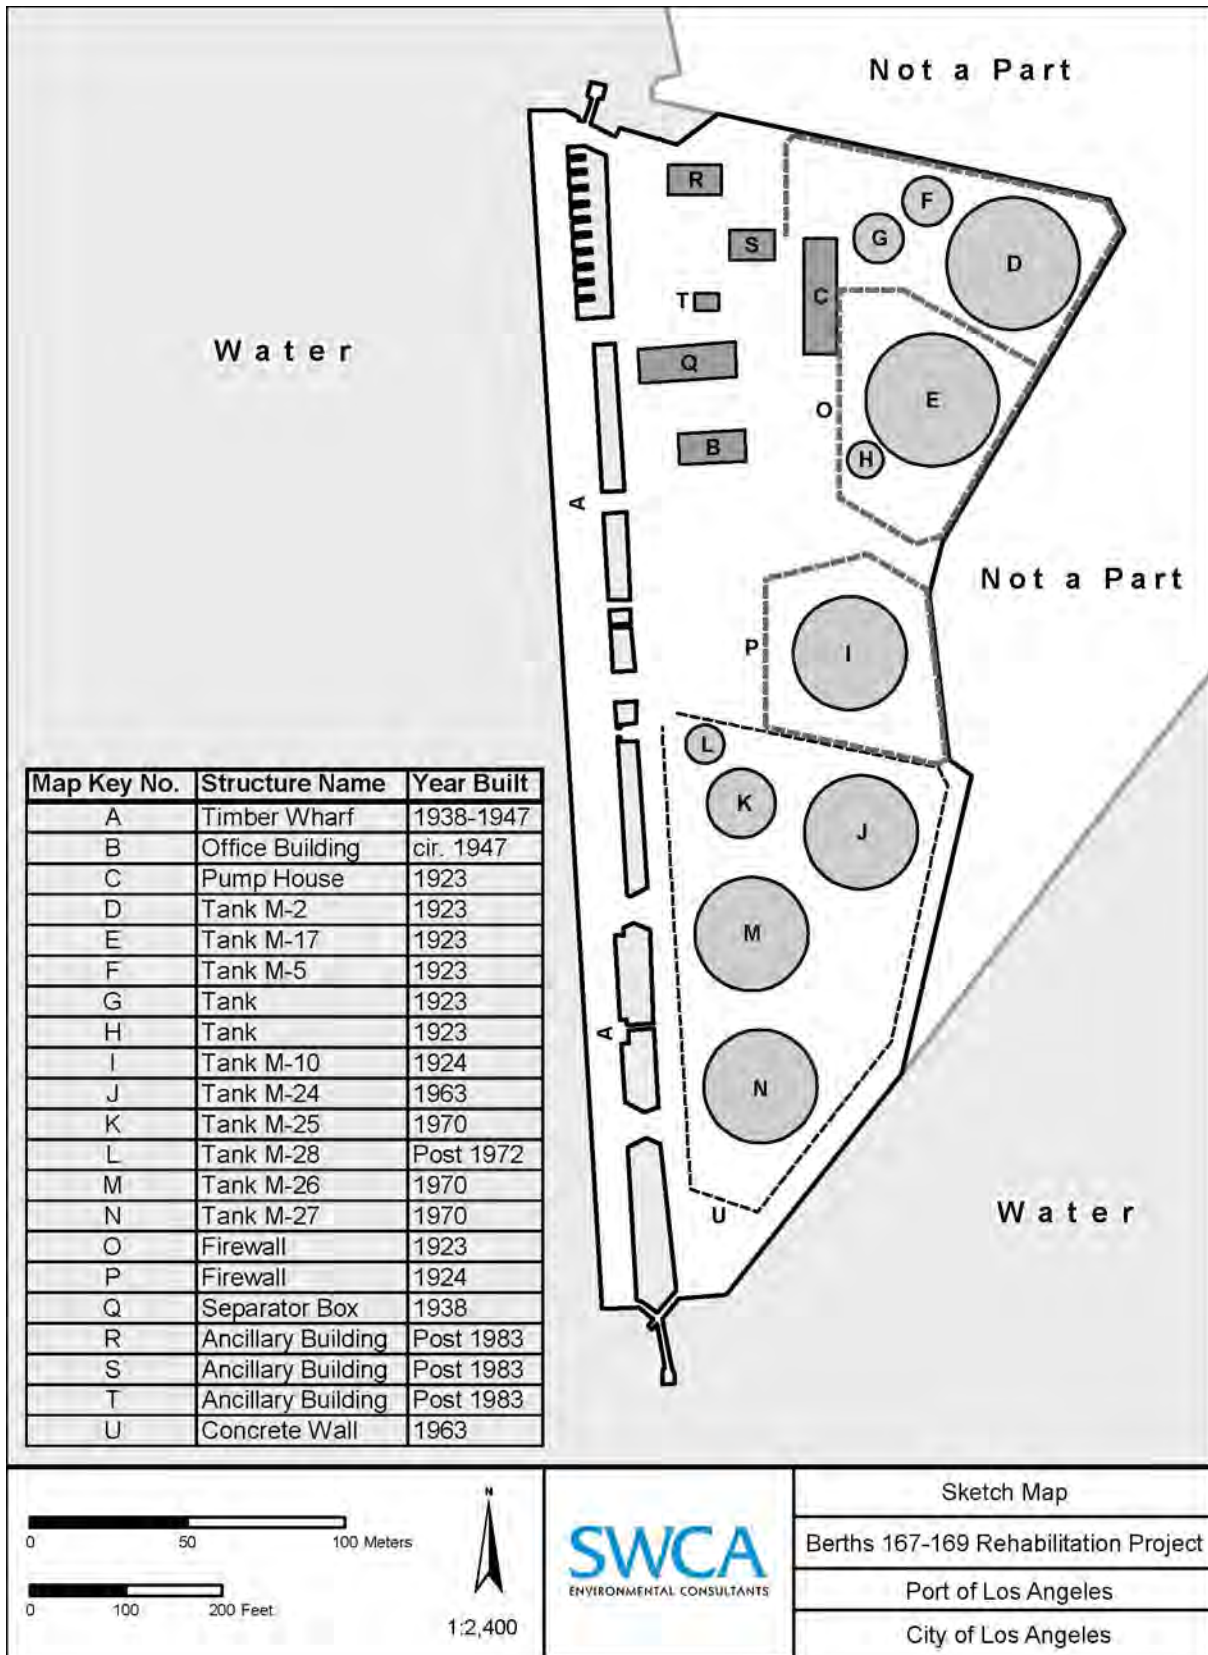 Not a Part
R
F
S
G
D
T
C
Water
Q
E
O
B
H
A
Not a Part
P
I
L
K
J
M
A
N
U
Water
Map Key No. Structure Name Year Built
A Timber Wharf 1938-1947
B Office Building cir. 1947
C Pump House 1923
D Tank M-2 1923
E Tank M-17 1923
F Tank M-5 1923
G Tank 1923
H Tank 1923
I Tank M-10 1924
J Tank M-24 1963
K Tank M-25 1970
L Tank M-28 Post 1972
M Tank M-26 1970
N Tank M-27 1970
O Firewall 1923
P Firewall 1924
Q Separator Box 1938
R Ancillary Building Post 1983
S Ancillary Building Post 1983
T Ancillary Building Post 1983
U Concrete Wall 1963
0 50 100 Meters
0 100 200 Feet
N
1:2,400
SWCA
ENVIRONMENTAL CONSULTANTS
Sketch Map
Berths 167-169 Rehabilitation Project
Port of Los Angeles
City of Los Angeles